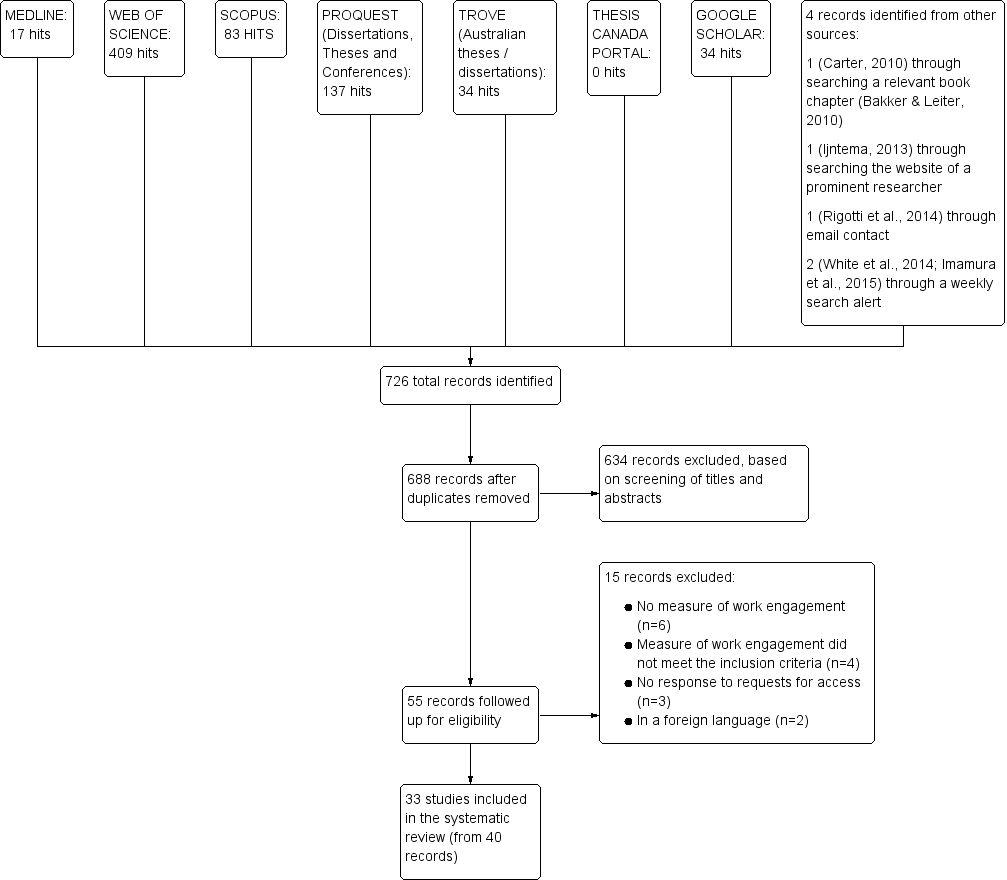 MEDLINE:
17 hits
WEB OF
SCIENCE:
409 hits
SCOPUS:
83 HITS
PROQUEST
(Dissertations,
Theses and
Conferences):
137 hits
TROVE
(Australian
theses /
dissertations):
34 hits
THESIS
CANADA
PORTAL:
0 hits
GOOGLE
SCHOLAR:
34 hits
4 records identified from other
sources:
1 (Carter, 2010) through
searching a relevant book
chapter (Bakker & Leiter,
2010)
1 (Ijntema, 2013) through
searching the website of a
prominent researcher
1 (Rigotti et al., 2014) through
email contact
2 (White et al., 2014; Imamura
et al., 2015) through a weekly
search alert
726 total records identified
688 records after
duplicates removed
634 records excluded, based
on screening of titles and
abstracts
15 records excluded:
● No measure of work engagement
(n=6)
● Measure of work engagement did
not meet the inclusion criteria (n=4)
● No response to requests for access
(n=3)
● In a foreign language (n=2)
55 records followed
up for eligibility
33 studies included
in the systematic
review (from 40
records)